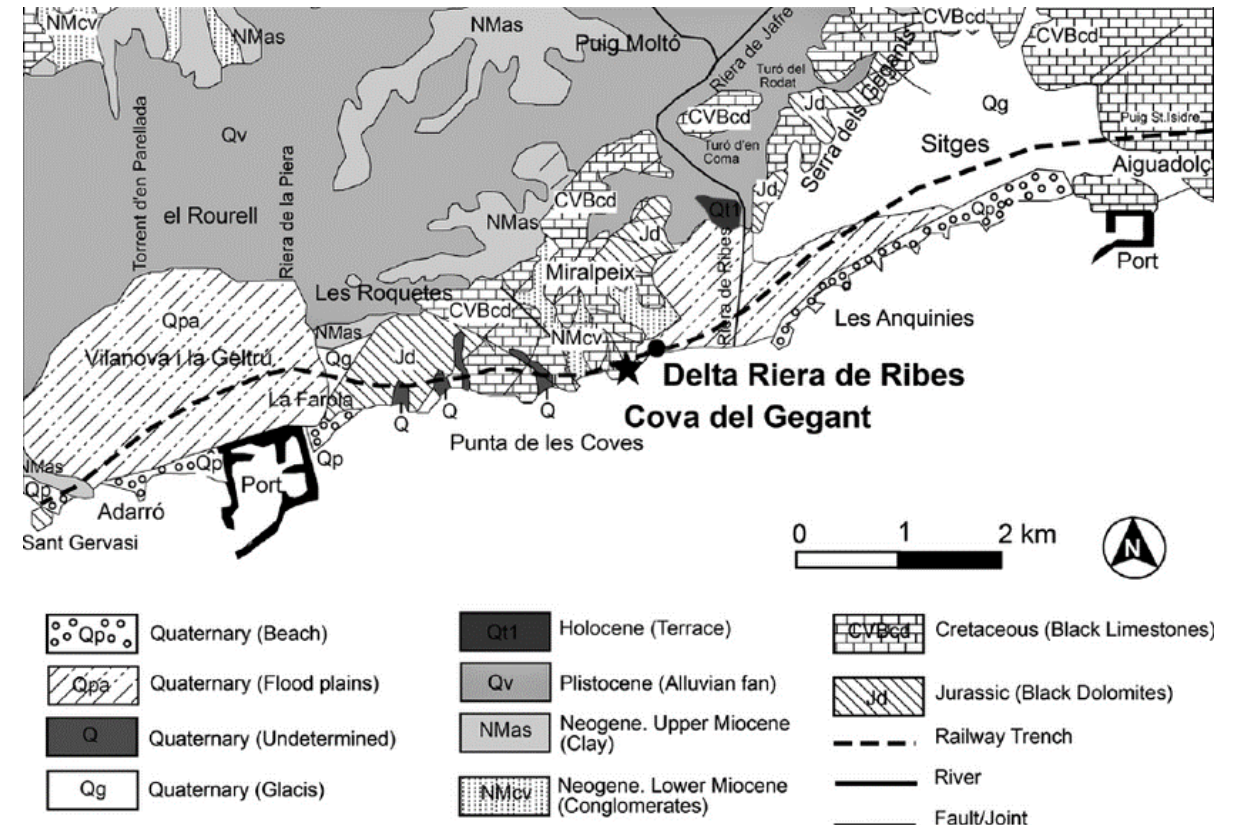 NMcv
NMas
NMas
Puig Moltó
Riera de Jafre
Turó del
Rodat
CVBcd
CVBcd
Jd
Serra dels Gegants
Qg
Puig St.Isidre
Sitges
Aiguadolç
Torrent d'en Parellada
Qv
Riera de la Piera
el Rourell
CVBcd
Turó d'en
Coma
Jd
CVBcd
NMas
Qt1
Jd
Riera de Ribes
Qp
Port
Miralpeix
Les Roquetes
CVBcd
Les Anquinies
Qpa
NMas
NMcv
Vilanova i la Geltrú
Qg
Jd
Delta Riera de Ribes
La Farola
Cova del Gegant
Q
Q
Q
Punta de les Coves
NMas
Qp
Qp
Qp
Port
Adarró
Sant Gervasi
0 1 2 km
N
Qp Quaternary (Beach)
Qpa Quaternary (Flood plains)
Q Quaternary (Undetermined)
Qg Quaternary (Glacis)
Qt1 Holocene (Terrace)
Qv Plistocene (Alluvian fan)
NMas Neogene. Upper Miocene
(Clay)
NMcv Neogene. Lower Miocene
(Conglomerates)
CVBcd Cretaceous (Black Limestones)
Jd Jurassic (Black Dolomites)
Railway Trench
River
Fault/Joint